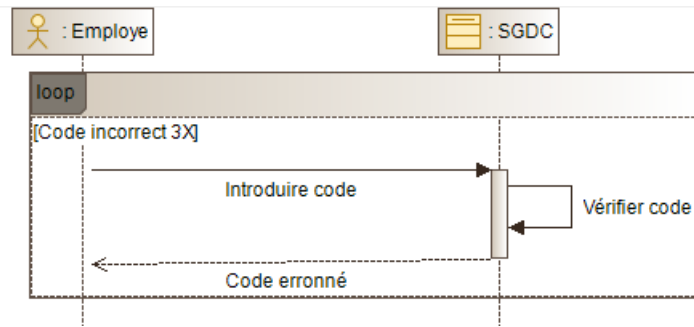 : Employe
: SGDC
loop
[Code incorrect 3X]
Introduire code
Vérifier code
Code erronné